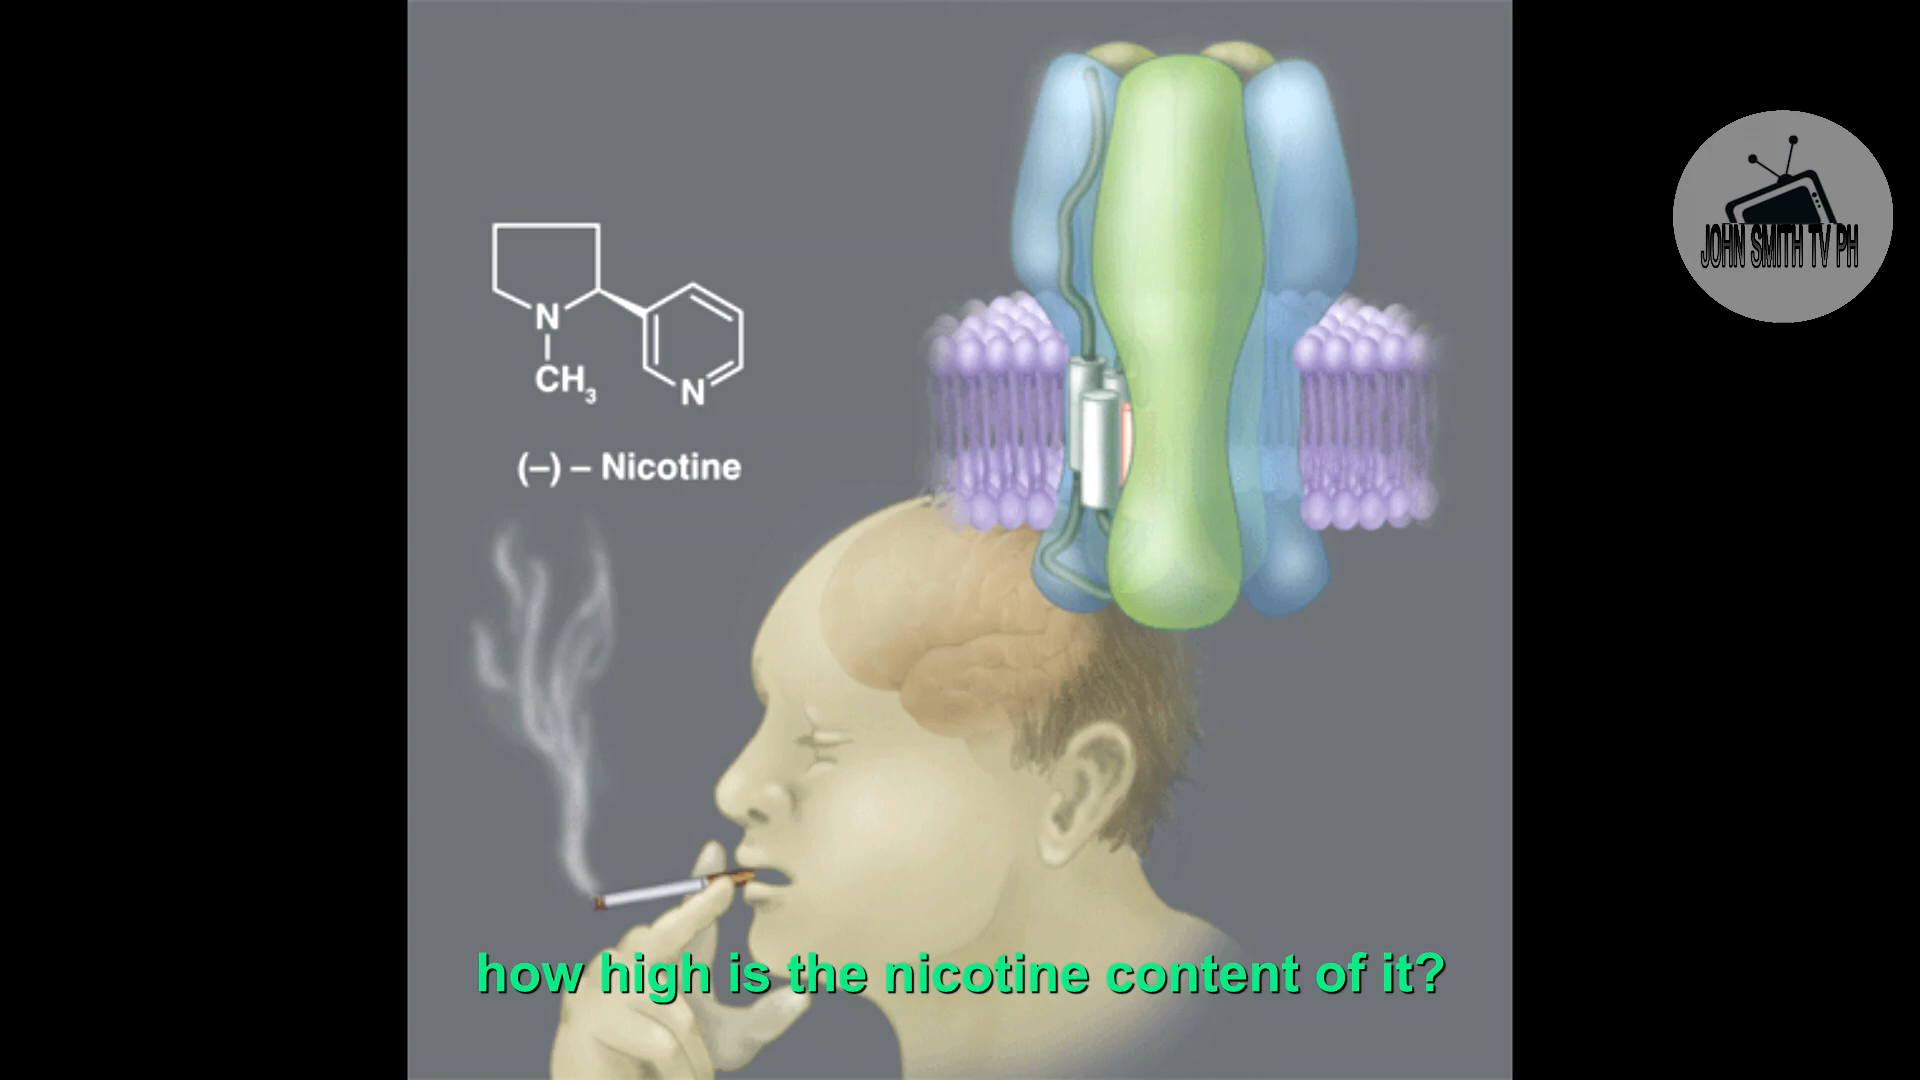 JOHN SMITH TV PH
N
CH3
N
(–) – Nicotine
how high is the nicotine content of it?